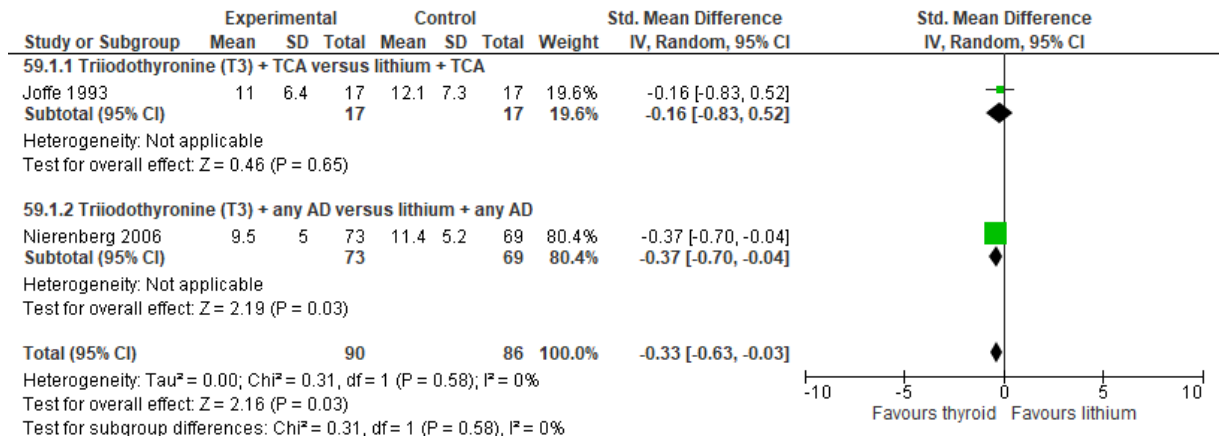 Experimental Control Std. Mean Difference Std. Mean Difference
Study or Subgroup Mean SD Total Mean SD Total Weight IV, Random, 95% CI IV, Random, 95% CI
59.1.1 Triiodothyronine (T3) + TCA versus lithium + TCA
Joffe 1993 11 6.4 17 12.1 7.3 17 19.6% -0.16 [-0.83, 0.52]
Subtotal (95% CI) 17 17 19.6% -0.16 [-0.83, 0.52]
Heterogeneity: Not applicable
Test for overall effect: Z = 0.46 (P = 0.65)
59.1.2 Triiodothyronine (T3) + any AD versus lithium + any AD
Nierenberg 2006 9.5 5 73 11.4 5.2 69 80.4% -0.37 [-0.70, -0.04]
Subtotal (95% CI) 73 69 80.4% -0.37 [-0.70, -0.04]
Heterogeneity: Not applicable
Test for overall effect: Z = 2.19 (P = 0.03)
Total (95% CI) 90 86 100.0% -0.33 [-0.63, -0.03]
Heterogeneity: Tau² = 0.00; Chi² = 0.31, df = 1 (P = 0.58); I² = 0%
Test for overall effect: Z = 2.16 (P = 0.03)
Test for subgroup differences: Chi² = 0.31, df = 1 (P = 0.58), I² = 0%
-10 -5 0 5 10
Favours thyroid Favours lithium